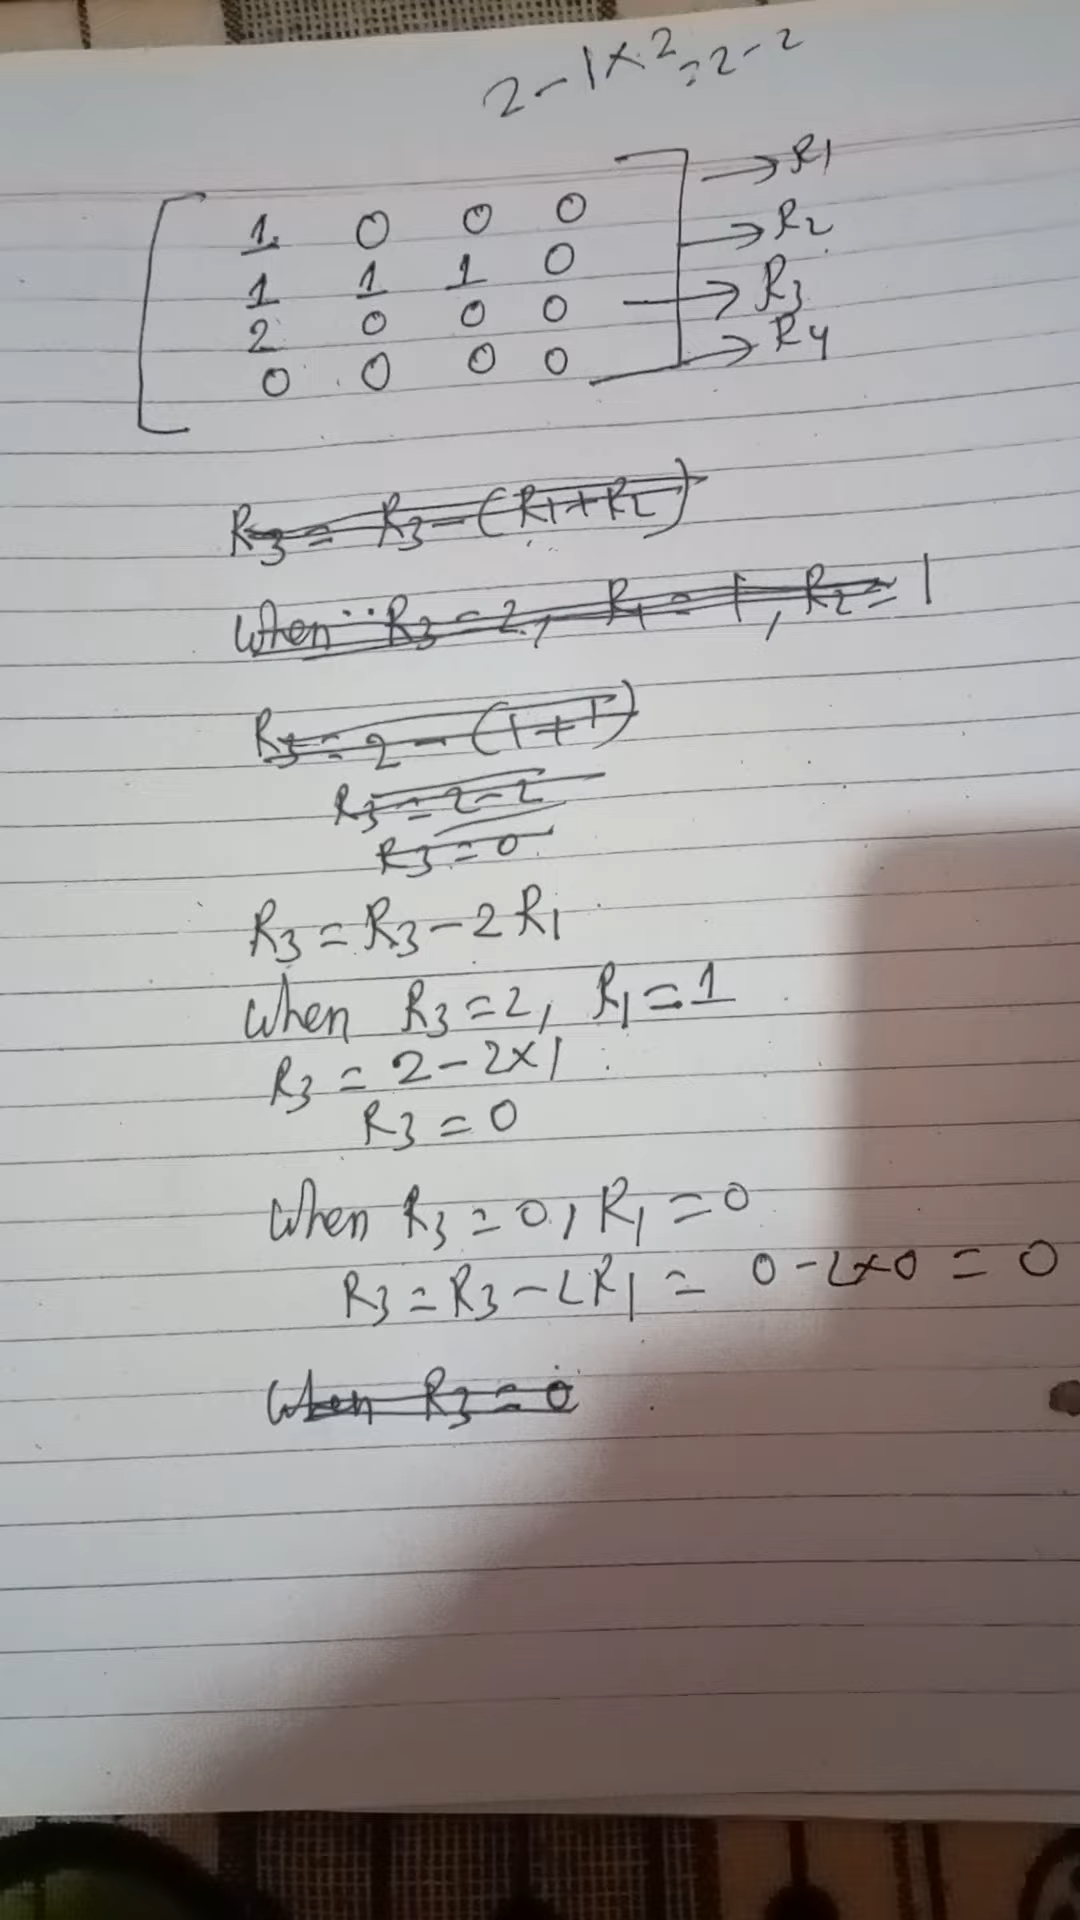 2-1×2=2-2
1 0 0 0 → R1
1 1 1 0 → R2
2 0 0 0 → R3
0 0 0 0 → R4
R3 = R3-(R1+R2)
when R3=2, R1=1, R2=1
R3=2-(1+1)
R3=2-2
R3=0
R3=R3-2R1
when R3=2, R1=1
R3=2-2×1
R3=0
when R3=0, R1=0
R3=R3-2R1= 0-2×0=0
when R3=0